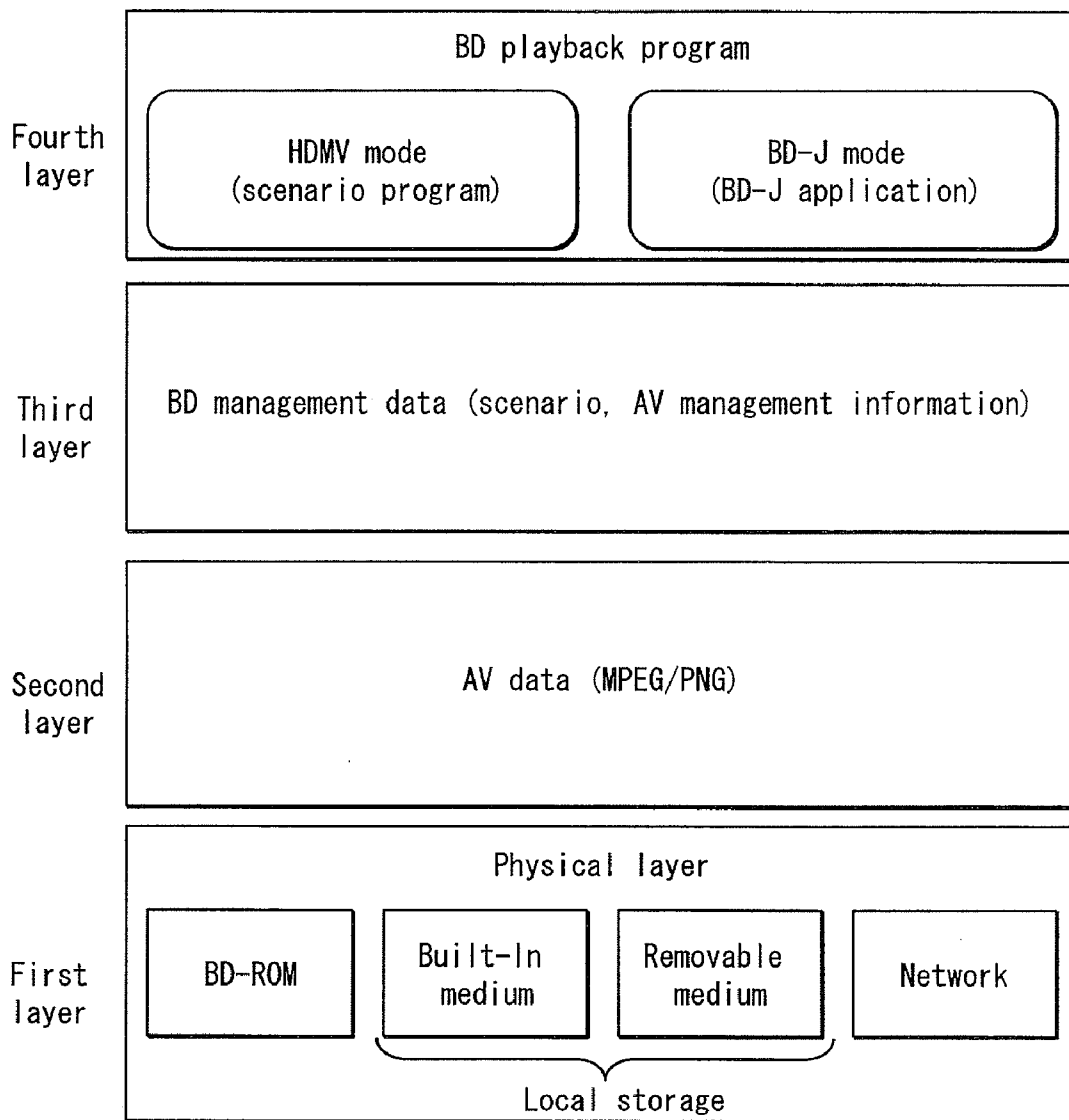 BD playback program
Fourth
layer
HDMV mode
(scenario program)
BD-J mode
(BD-J application)
Third
layer
BD management data (scenario, AV management information)
Second
layer
AV data (MPEG/PNG)
Physical layer
First
layer
BD-ROM
Built-In
medium
Removable
medium
Network
Local storage